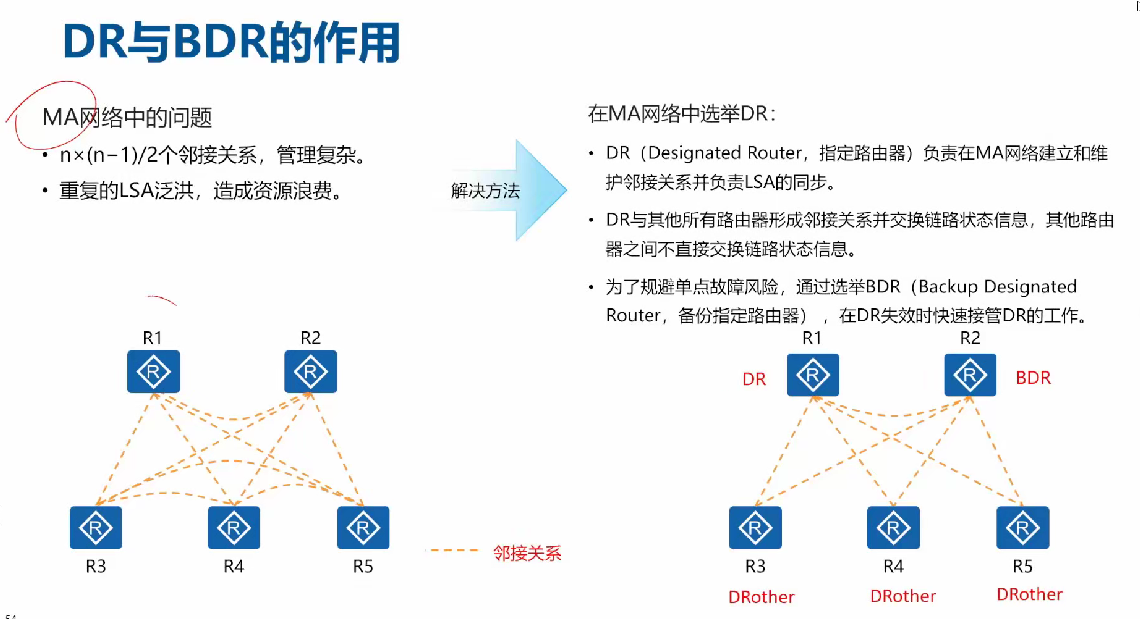 DR与BDR的作用
MA网络中的问题
• n×(n−1)/2个邻接关系，管理复杂。
• 重复的LSA泛洪，造成资源浪费。
解决方法
在MA网络中选举DR：
• DR（Designated Router，指定路由器）负责在MA网络建立和维
护邻接关系并负责LSA的同步。
• DR与其他所有路由器形成邻接关系并交换链路状态信息，其他路由
器之间不直接交换链路状态信息。
• 为了规避单点故障风险，通过选举BDR（Backup Designated
Router，备份指定路由器），在DR失效时快速接管DR的工作。
R1
R2
R3
R4
R5
邻接关系
R1
R2
DR
BDR
R3
R4
R5
DRother
DRother
DRother